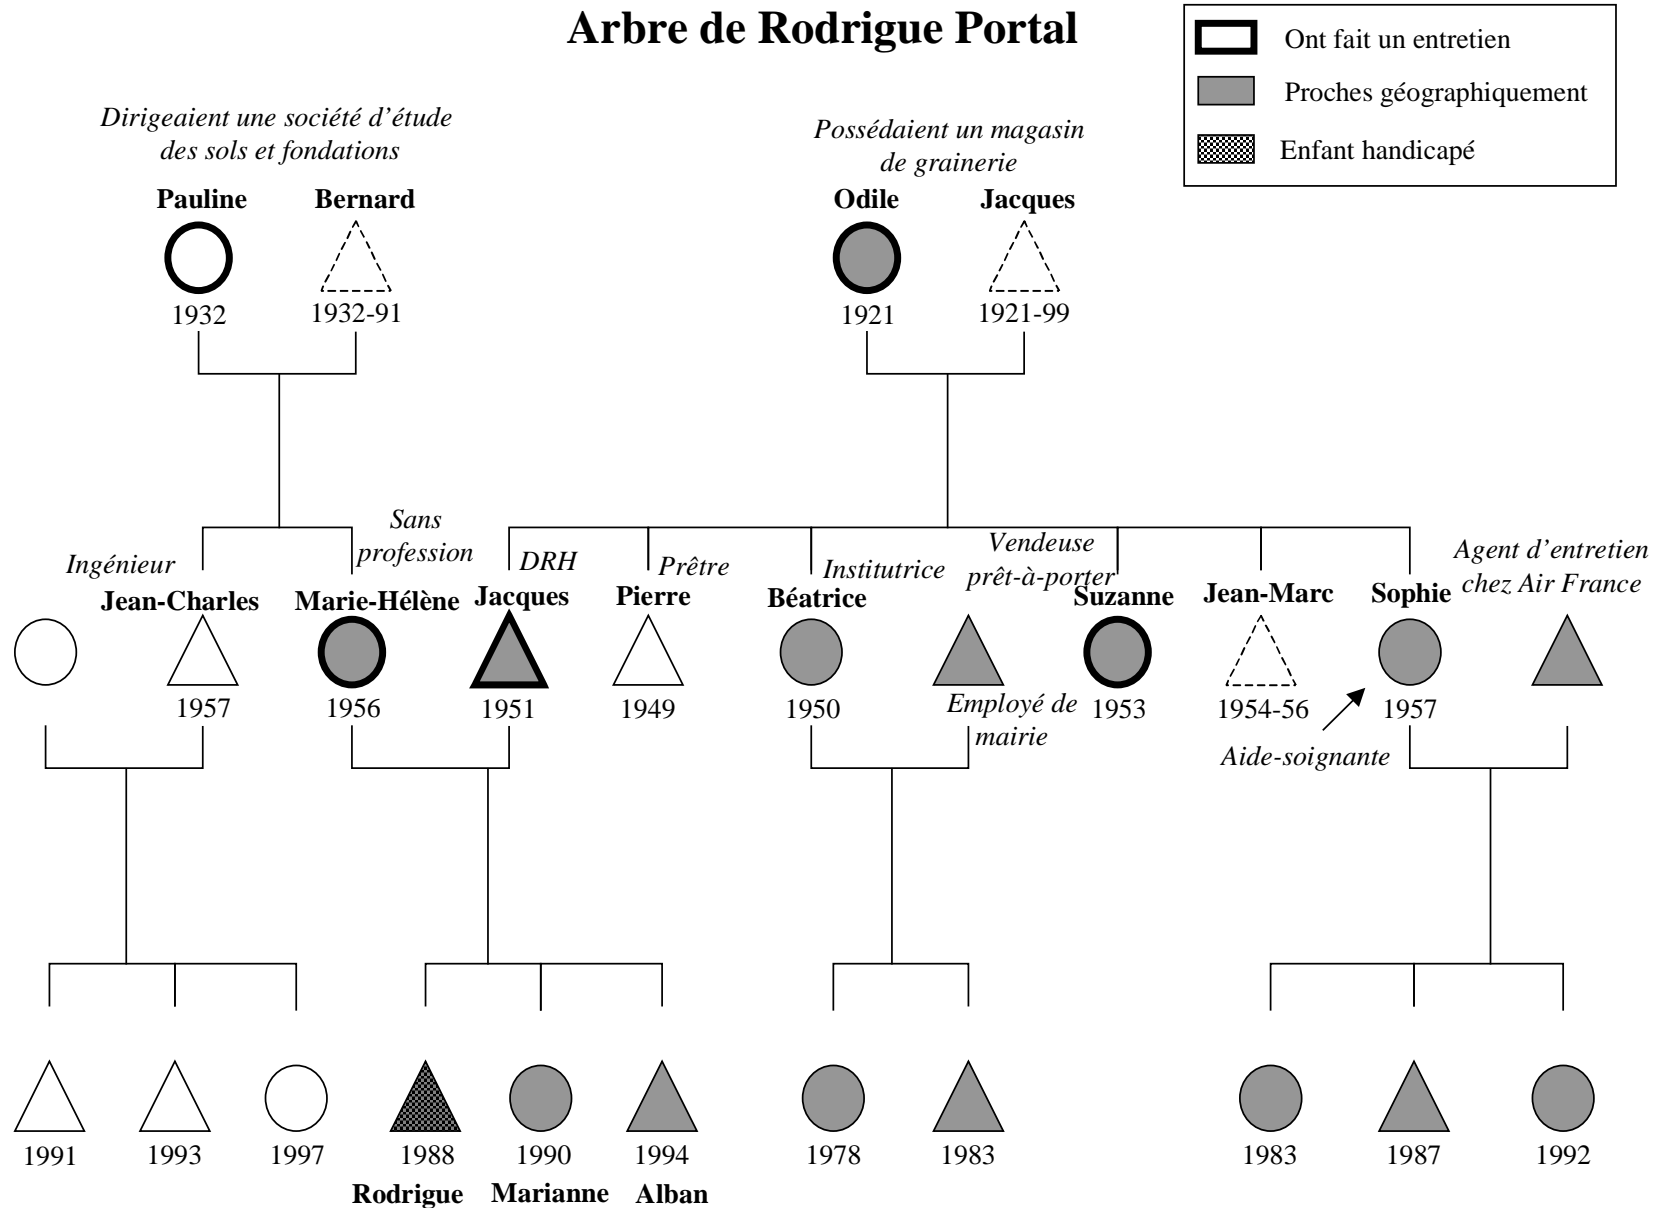 Arbre de Rodrigue Portal
Ont fait un entretien
Proches géographiquement
Enfant handicapé
Dirigeaient une société d’étude
des sols et fondations
Possédaient un magasin
de grainerie
Pauline
Bernard
Odile
Jacques
1932
1932-91
1921
1921-99
Ingénieur
Sans
profession
DRH
Prêtre
Institutrice
Vendeuse
prêt-à-porter
Agent d’entretien
chez Air France
Jean-Charles
Marie-Hélène
Jacques
Pierre
Béatrice
Suzanne
Jean-Marc
Sophie
1957
1956
1951
1949
1950
Employé de
mairie
1953
1954-56
1957
Aide-soignante
1991
1993
1997
1988
1990
1994
1978
1983
1983
1987
1992
Rodrigue
Marianne
Alban